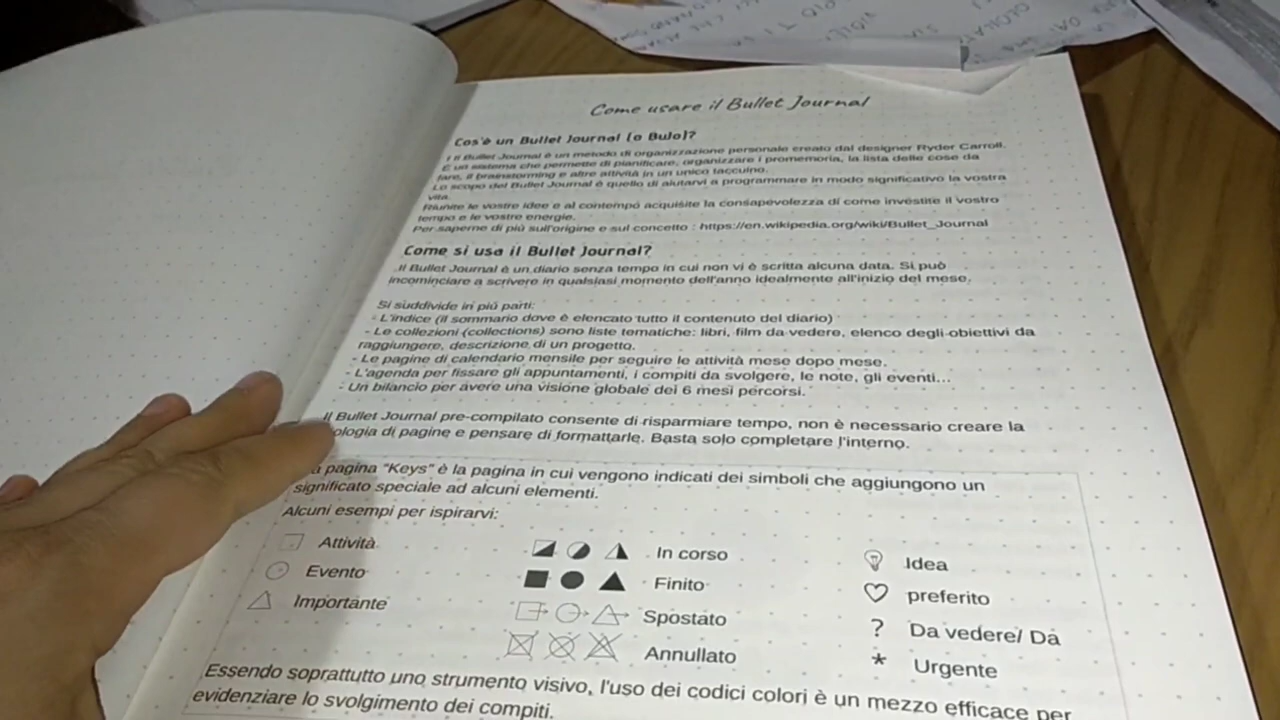 Come usare il Bullet Journal
Cos'è un Bullet Journal (o BuJo)?
Il Bullet Journal è un metodo di organizzazione personale creato dal designer Ryder Carroll.
È un sistema che permette di pianificare, organizzare i promemoria, la lista delle cose da
fare, il brainstorming e altre attività in un unico taccuino.
Lo scopo del Bullet Journal è quello di aiutarvi a programmare in modo significativo la vostra
vita.
Riunite le vostre idee e al contempo acquisite la consapevolezza di come investite il vostro
tempo e le vostre energie.
Per saperne di più sull'origine e sul concetto : https://en.wikipedia.org/wiki/Bullet_Journal
Come si usa il Bullet Journal?
Il Bullet Journal è un diario senza tempo in cui non vi è scritta alcuna data. Si può
incominciare a scrivere in qualsiasi momento dell'anno idealmente all'inizio del mese.
Si suddivide in più parti:
- L'indice (il sommario dove è elencato tutto il contenuto del diario)
- Le collezioni (collections) sono liste tematiche: libri, film da vedere, elenco degli obiettivi da
raggiungere, descrizione di un progetto.
- Le pagine di calendario mensile per seguire le attività mese dopo mese.
- L'agenda per fissare gli appuntamenti, i compiti da svolgere, le note, gli eventi...
- Un bilancio per avere una visione globale dei 6 mesi percorsi.
Il Bullet Journal pre-compilato consente di risparmiare tempo, non è necessario creare la
ologia di pagine e pensare di formattarle. Basta solo completare l'interno.
a pagina "Keys" è la pagina in cui vengono indicati dei simboli che aggiungono un
significato speciale ad alcuni elementi.
Alcuni esempi per ispirarvi:
Attività
Evento
Importante
In corso
Finito
Spostato
Annullato
Idea
preferito
? Da vedere/ Da
* Urgente
Essendo soprattutto uno strumento visivo, l'uso dei codici colori è un mezzo efficace per
evidenziare lo svolgimento dei compiti.